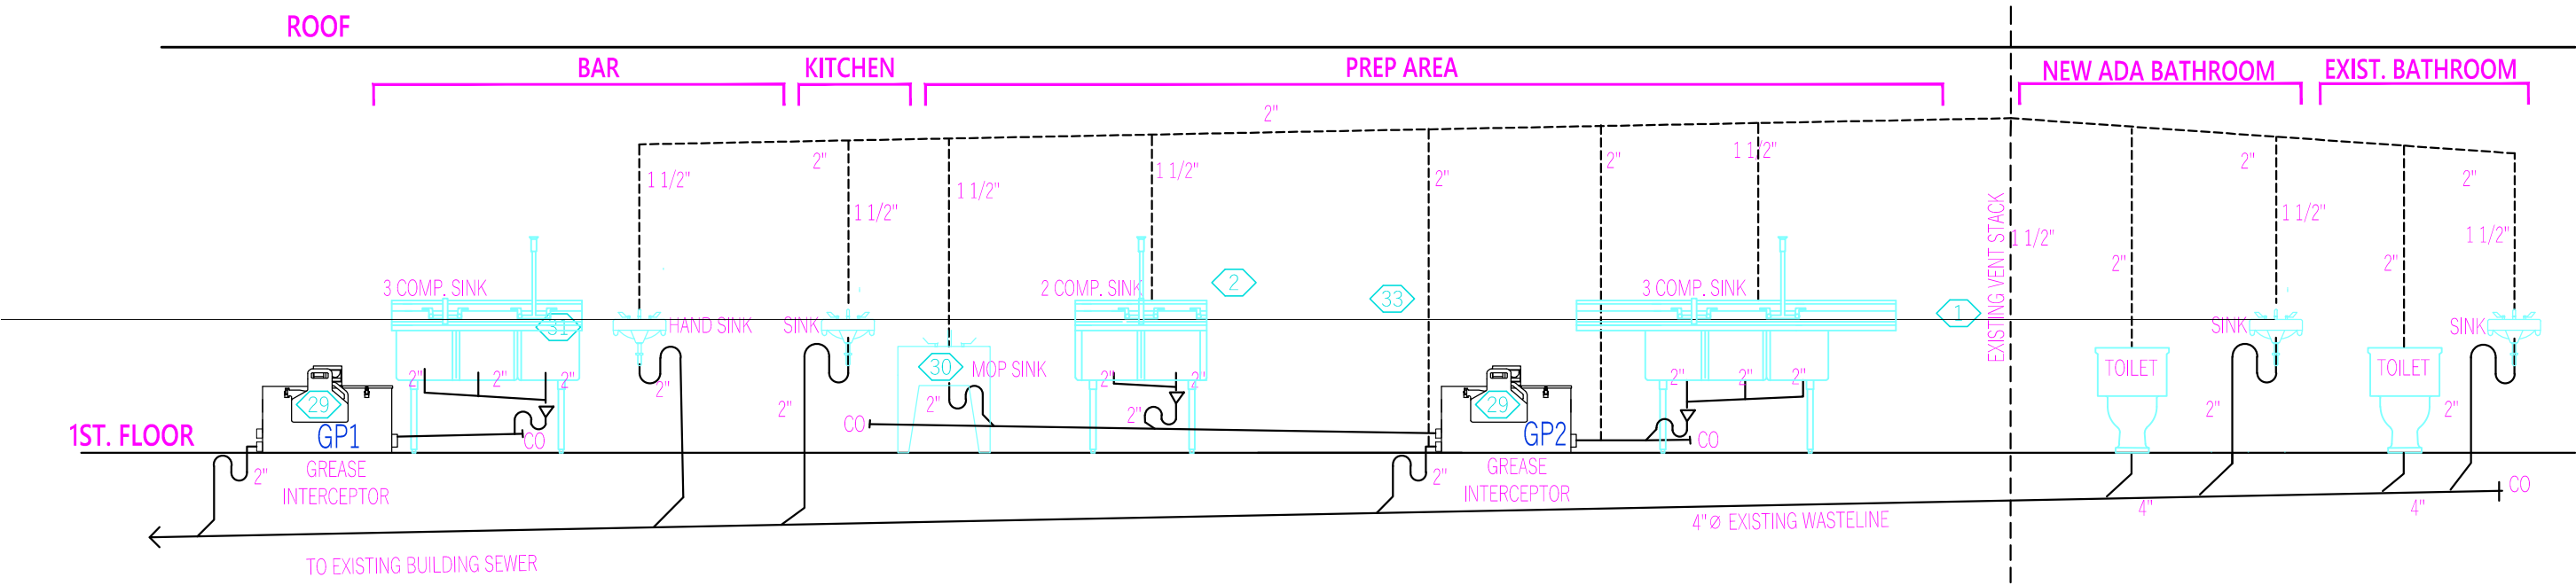 ROOF
BAR
KITCHEN
PREP AREA
NEW ADA BATHROOM
EXIST. BATHROOM
2"
2"
1 1/2"
2"
2"
2"
1 1/2"
1 1/2"
1 1/2"
2"
2"
1 1/2"
1 1/2"
1 1/2"
1 1/2"
2"
2"
EXISTING VENT STACK
3 COMP. SINK
2 COMP. SINK
2
33
3 COMP. SINK
1
31
HAND SINK
SINK
SINK
SINK
30
MOP SINK
TOILET
TOILET
2"
2"
2"
2"
2"
2"
2"
2"
2"
29
2"
2"
29
2"
2"
2"
1ST. FLOOR
GP1
CO
CO
GP2
CO
GREASE
INTERCEPTOR
2"
GREASE
INTERCEPTOR
2"
CO
4"
4"
4"Ø EXISTING WASTELINE
TO EXISTING BUILDING SEWER